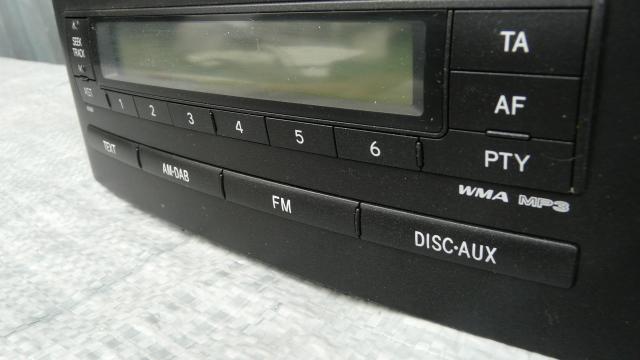 SEEK
TRACK
TA
AF
PTY
1 2 3 4 5 6
WMA MP3
TEXT
AM·DAB
FM
DISC·AUX